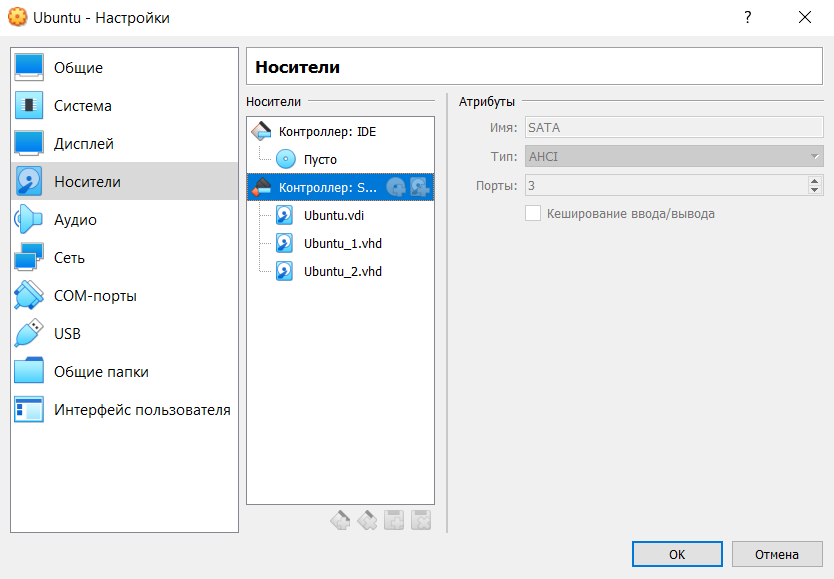 Ubuntu - Настройки
?
Общие
Система
Дисплей
Носители
Аудио
Сеть
COM-порты
USB
Общие папки
Интерфейс пользователя
Носители
Носители
Контроллер: IDE
Пусто
Контроллер: S...
Ubuntu.vdi
Ubuntu_1.vhd
Ubuntu_2.vhd
Атрибуты
Имя: SATA
Тип: AHCI
Порты: 3
Кеширование ввода/вывода
OK
Отмена